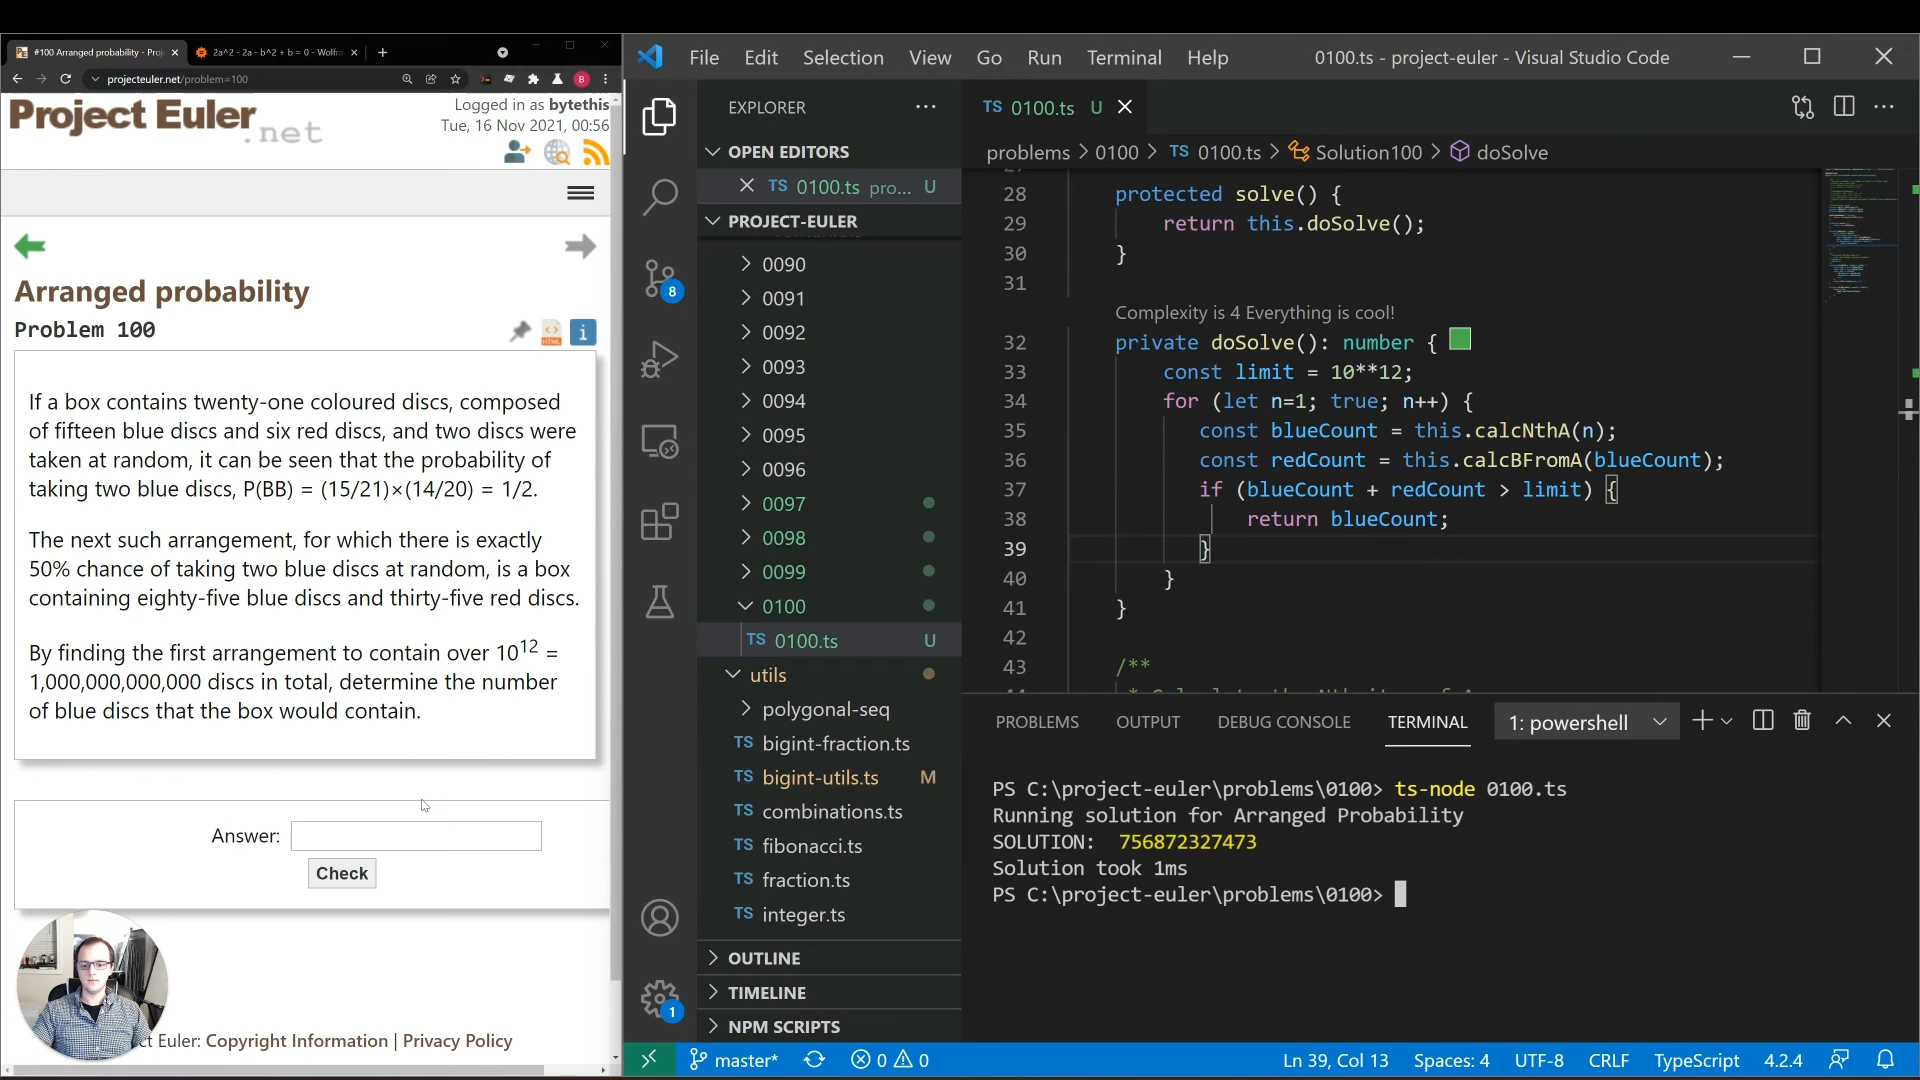 #100 Arranged probability - Proj
2a^2 - 2a - b^2 + b = 0 - Wolfr
projecteuler.net/problem=100
B
Project Euler
.net
Logged in as bytethis
Tue, 16 Nov 2021, 00:56
Arranged probability
Problem 100
If a box contains twenty-one coloured discs, composed
of fifteen blue discs and six red discs, and two discs were
taken at random, it can be seen that the probability of
taking two blue discs, P(BB) = (15/21)×(14/20) = 1/2.
The next such arrangement, for which there is exactly
50% chance of taking two blue discs at random, is a box
containing eighty-five blue discs and thirty-five red discs.
By finding the first arrangement to contain over 10^12 =
1,000,000,000,000 discs in total, determine the number
of blue discs that the box would contain.
Answer:
Check
ct Euler: Copyright Information | Privacy Policy
File Edit Selection View Go Run Terminal Help
0100.ts - project-euler - Visual Studio Code
8
1
EXPLORER
OPEN EDITORS
TS 0100.ts pro... U
PROJECT-EULER
0090
0091
0092
0093
0094
0095
0096
0097
0098
0099
0100
TS 0100.ts U
utils
polygonal-seq
TS bigint-fraction.ts
TS bigint-utils.ts M
TS combinations.ts
TS fibonacci.ts
TS fraction.ts
TS integer.ts
OUTLINE
TIMELINE
NPM SCRIPTS
TS 0100.ts U
problems > 0100 > TS 0100.ts > Solution100 > doSolve
28 protected solve() {
29 return this.doSolve();
30 }
31
Complexity is 4 Everything is cool!
32 private doSolve(): number {
33 const limit = 10**12;
34 for (let n=1; true; n++) {
35 const blueCount = this.calcNthA(n);
36 const redCount = this.calcBFromA(blueCount);
37 if (blueCount + redCount > limit) {
38 return blueCount;
39 }
40 }
41 }
42
43 /**
PROBLEMS OUTPUT DEBUG CONSOLE TERMINAL 1: powershell
PS C:\project-euler\problems\0100> ts-node 0100.ts
Running solution for Arranged Probability
SOLUTION: 756872327473
Solution took 1ms
PS C:\project-euler\problems\0100>
master* 0 0 Ln 39, Col 13 Spaces: 4 UTF-8 CRLF TypeScript 4.2.4